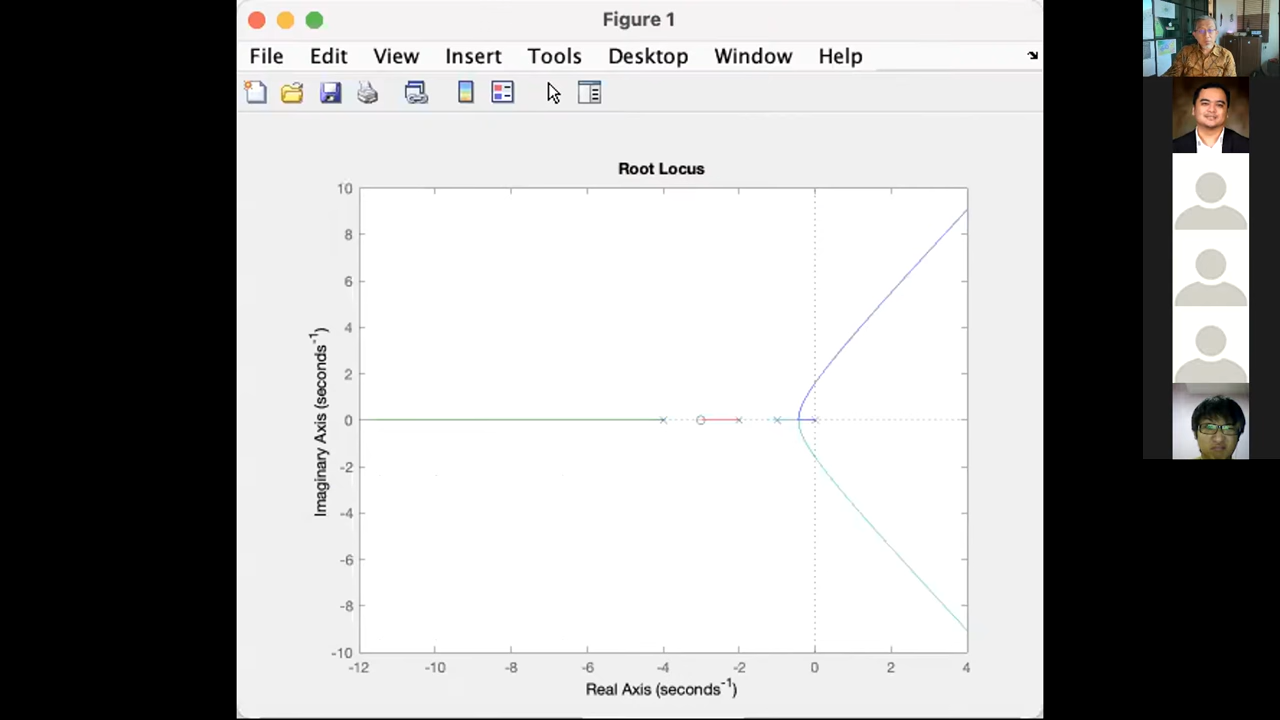 Figure 1
File Edit View Insert Tools Desktop Window Help
Root Locus
10
8
6
4
2
0
-2
-4
-6
-8
-10
Imaginary Axis (seconds-1)
-12 -10 -8 -6 -4 -2 0 2 4
Real Axis (seconds-1)